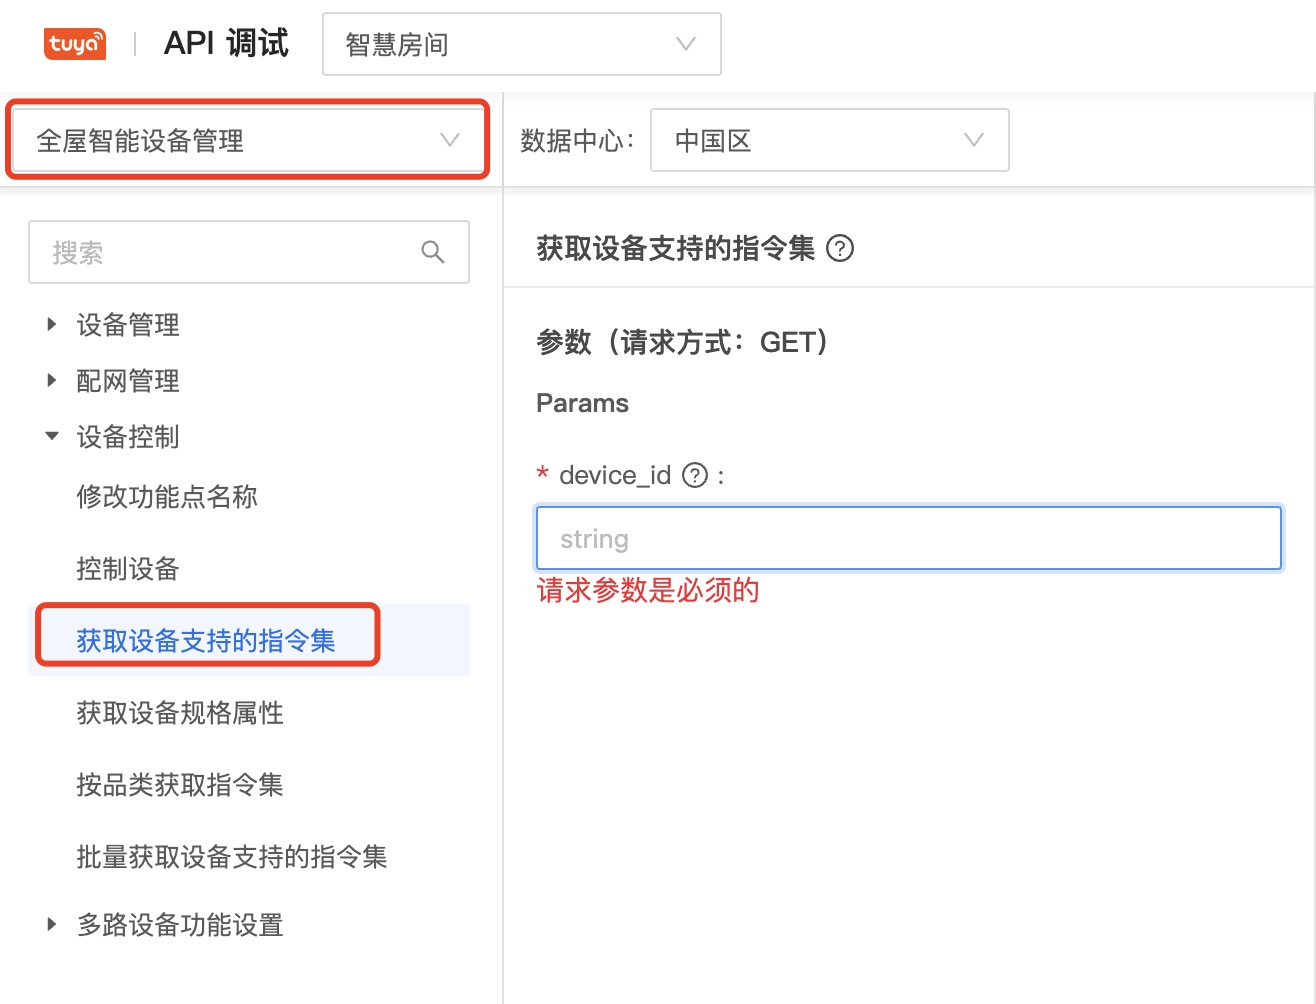 tuya
API 调试
智慧房间
全屋智能设备管理
数据中心：
中国区
搜索
设备管理
配网管理
设备控制
修改功能点名称
控制设备
获取设备支持的指令集
获取设备规格属性
按品类获取指令集
批量获取设备支持的指令集
多路设备功能设置
获取设备支持的指令集 ?
参数（请求方式：GET）
Params
* device_id ? :
string
请求参数是必须的